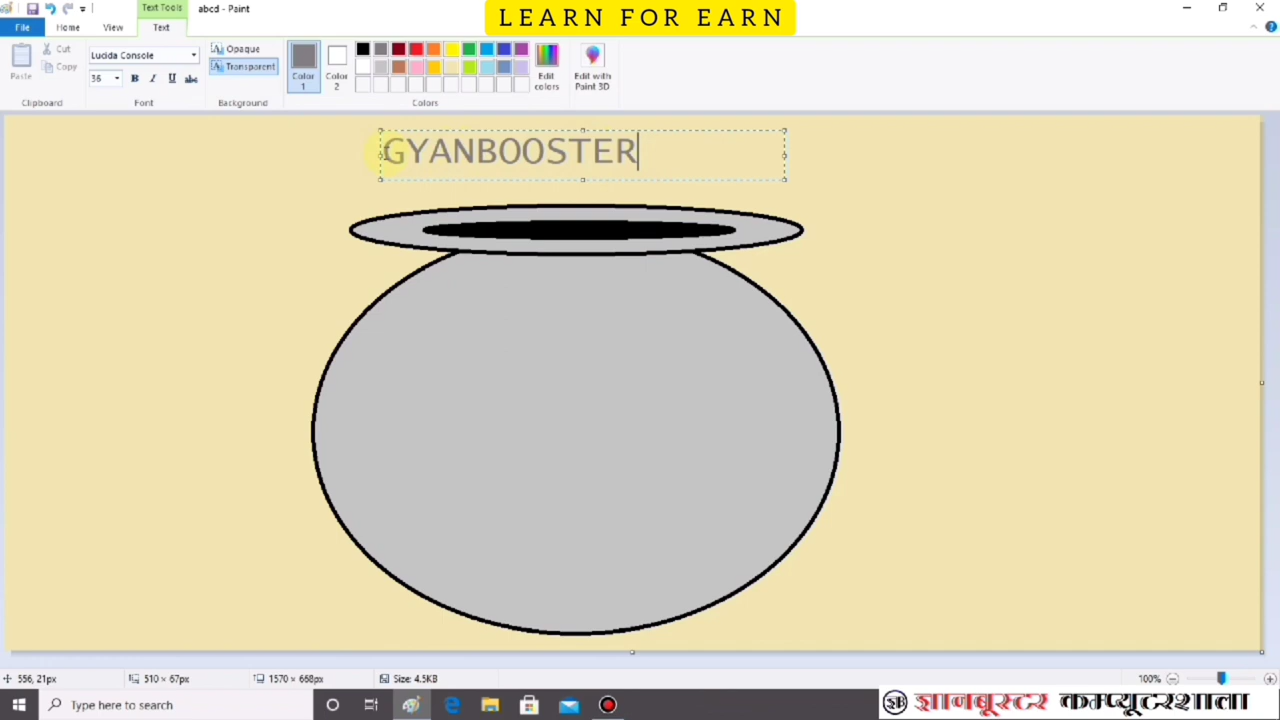 LEARN FOR EARN
Text Tools
abcd - Paint
File
Home
View
Text
Paste
Cut
Copy
Clipboard
Lucida Console
36
B I U abc
Font
Opaque
Transparent
Background
Color 1
Color 2
Edit colors
Colors
Edit with Paint 3D
GYANBOOSTER
556, 21px
510 × 67px
1570 × 668px
Size: 4.5KB
100%
Type here to search
ज्ञानबूस्टर कम्प्यूटरशाला